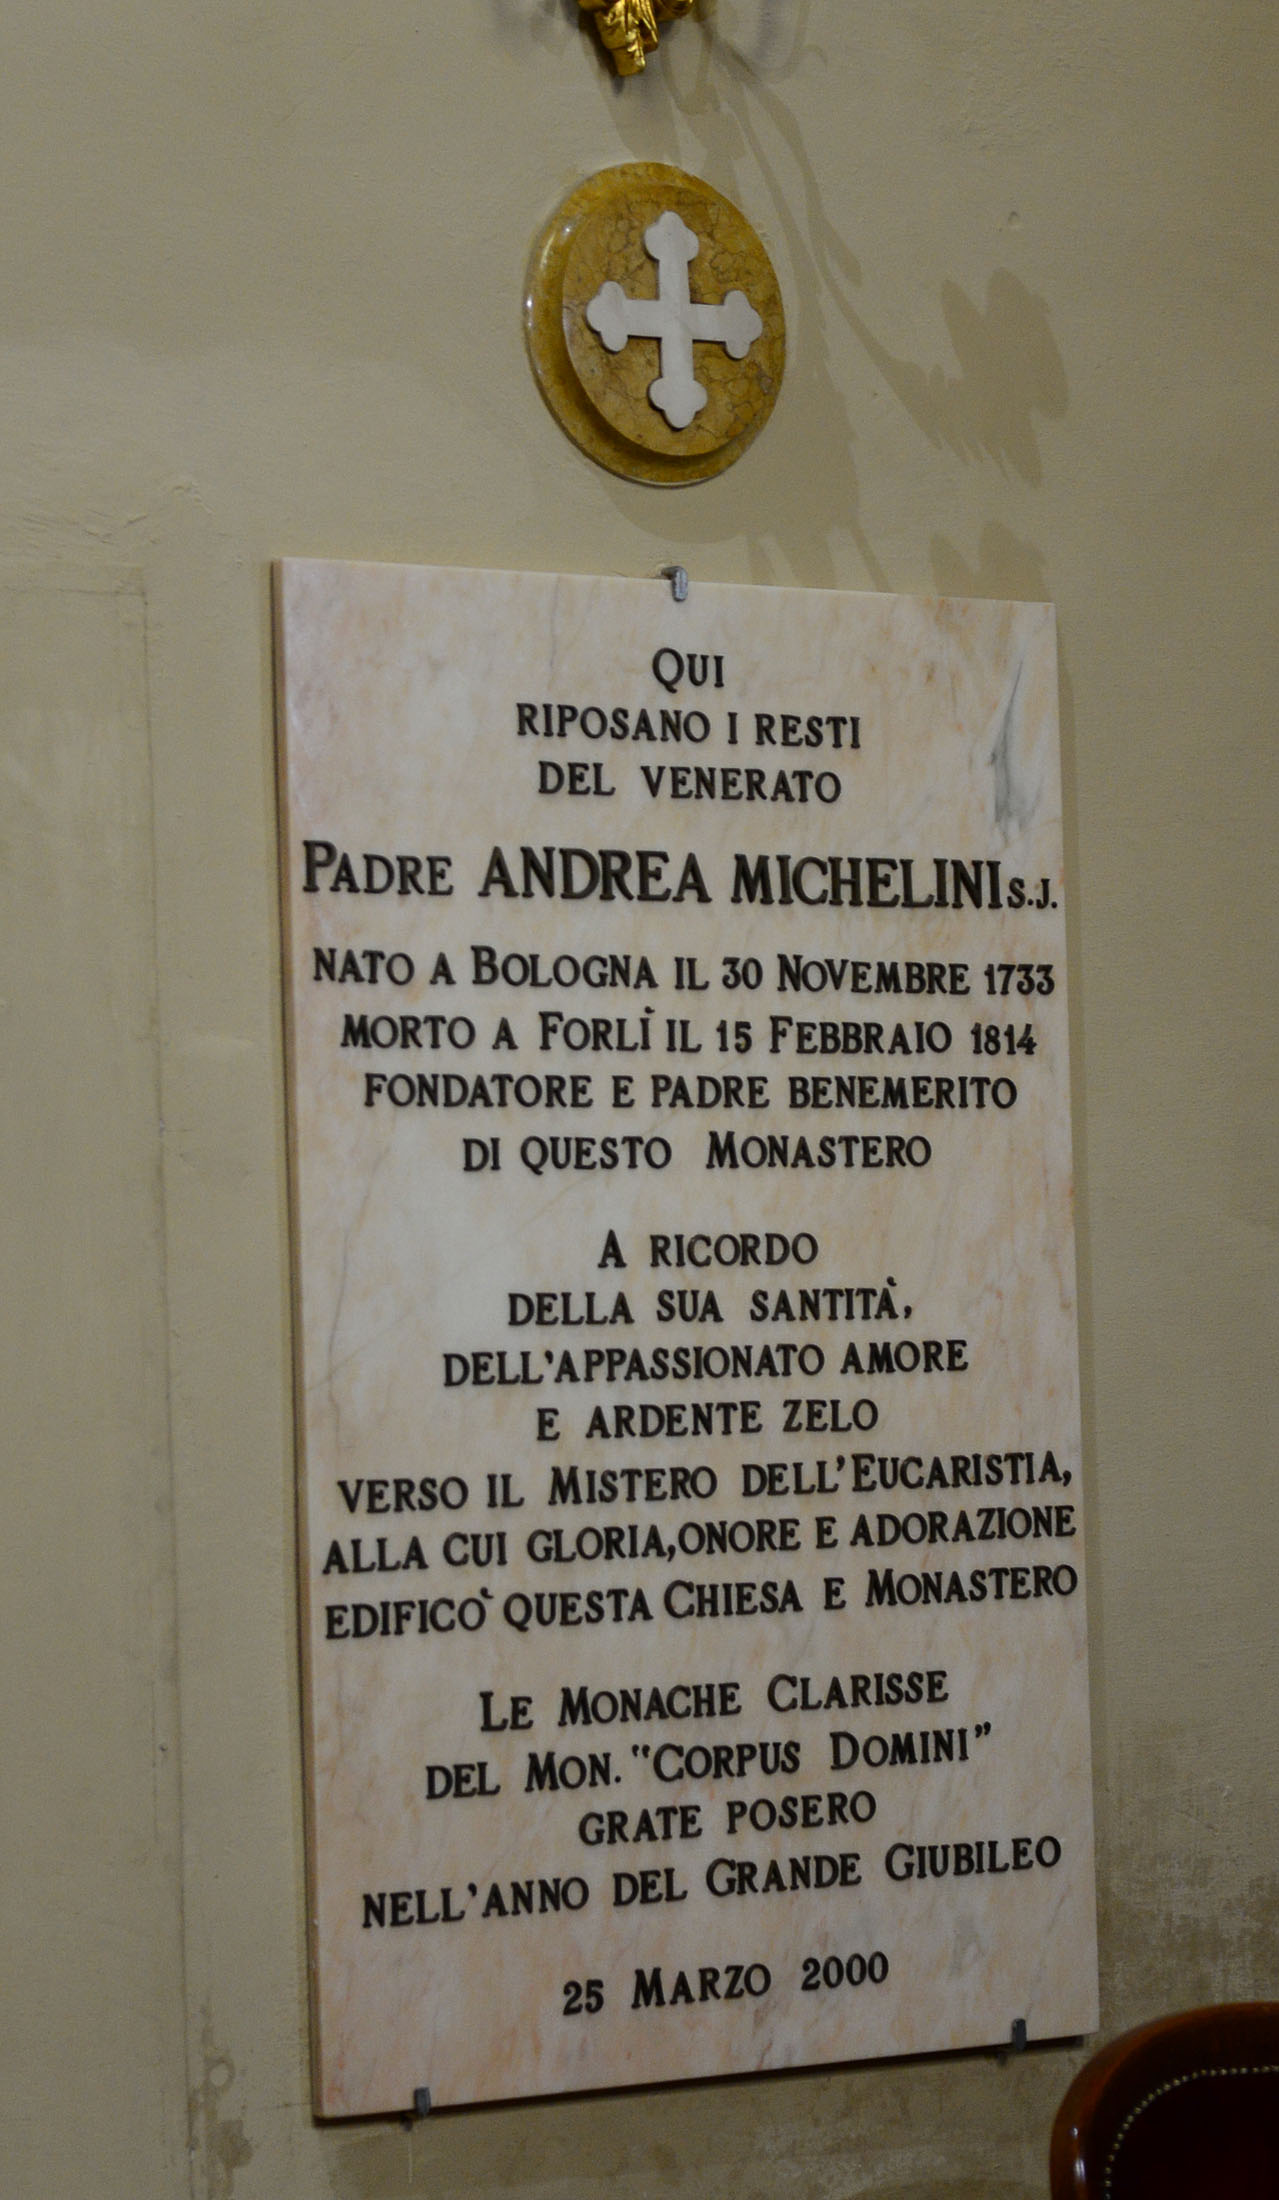 QUI
RIPOSANO I RESTI
DEL VENERATO
PADRE ANDREA MICHELINI S.J.
NATO A BOLOGNA IL 30 NOVEMBRE 1733
MORTO A FORLÌ IL 15 FEBBRAIO 1814
FONDATORE E PADRE BENEMERITO
DI QUESTO MONASTERO
A RICORDO
DELLA SUA SANTITÀ,
DELL'APPASSIONATO AMORE
E ARDENTE ZELO
VERSO IL MISTERO DELL'EUCARISTIA,
ALLA CUI GLORIA, ONORE E ADORAZIONE
EDIFICÒ QUESTA CHIESA E MONASTERO
LE MONACHE CLARISSE
DEL MON. "CORPUS DOMINI"
GRATE POSERO
NELL'ANNO DEL GRANDE GIUBILEO
25 MARZO 2000